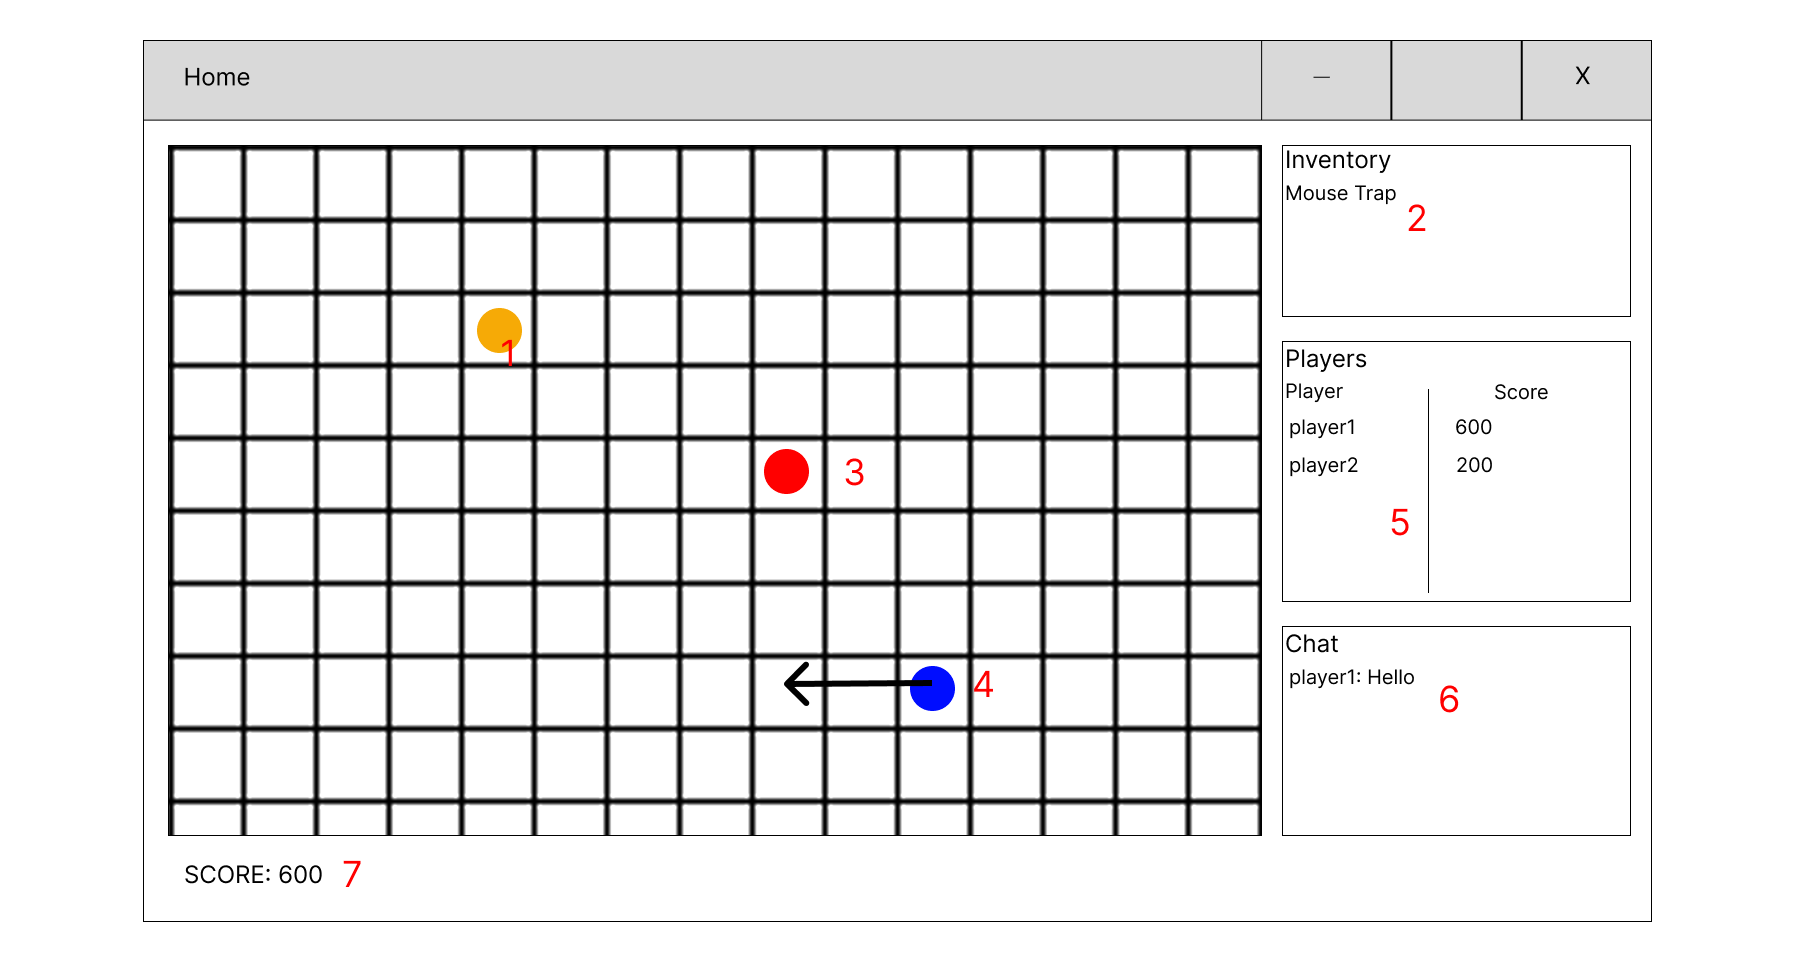 Home – X
Inventory
Mouse Trap
2
1
Players
Player Score
player1 600
player2 200
3
5
Chat
player1: Hello
4
6
SCORE: 600 7